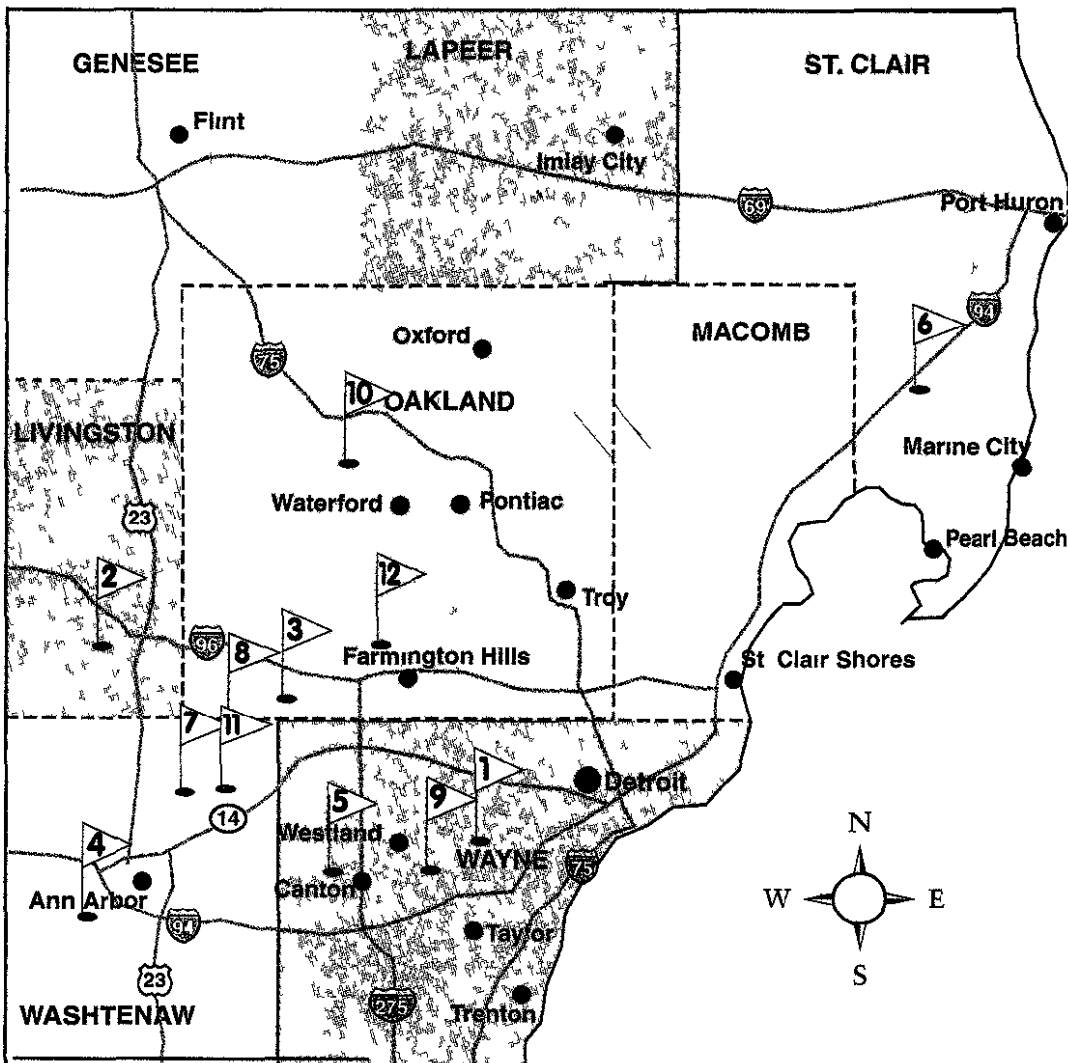 GENESEE
LAPEER
ST. CLAIR
Flint
Imlay City
69
Port Huron
94
6
MACOMB
Oxford
75
10
OAKLAND
LIVINGSTON
Marine City
Waterford
Pontiac
23
Pearl Beach
2
12
Troy
96
8
3
Farmington Hills
St Clair Shores
7
11
1
Detroit
5
9
14
Westland
WAYNE
75
4
Canton
Ann Arbor
94
Taylor
23
275
Trenton
WASHTENAW
N
W
E
S